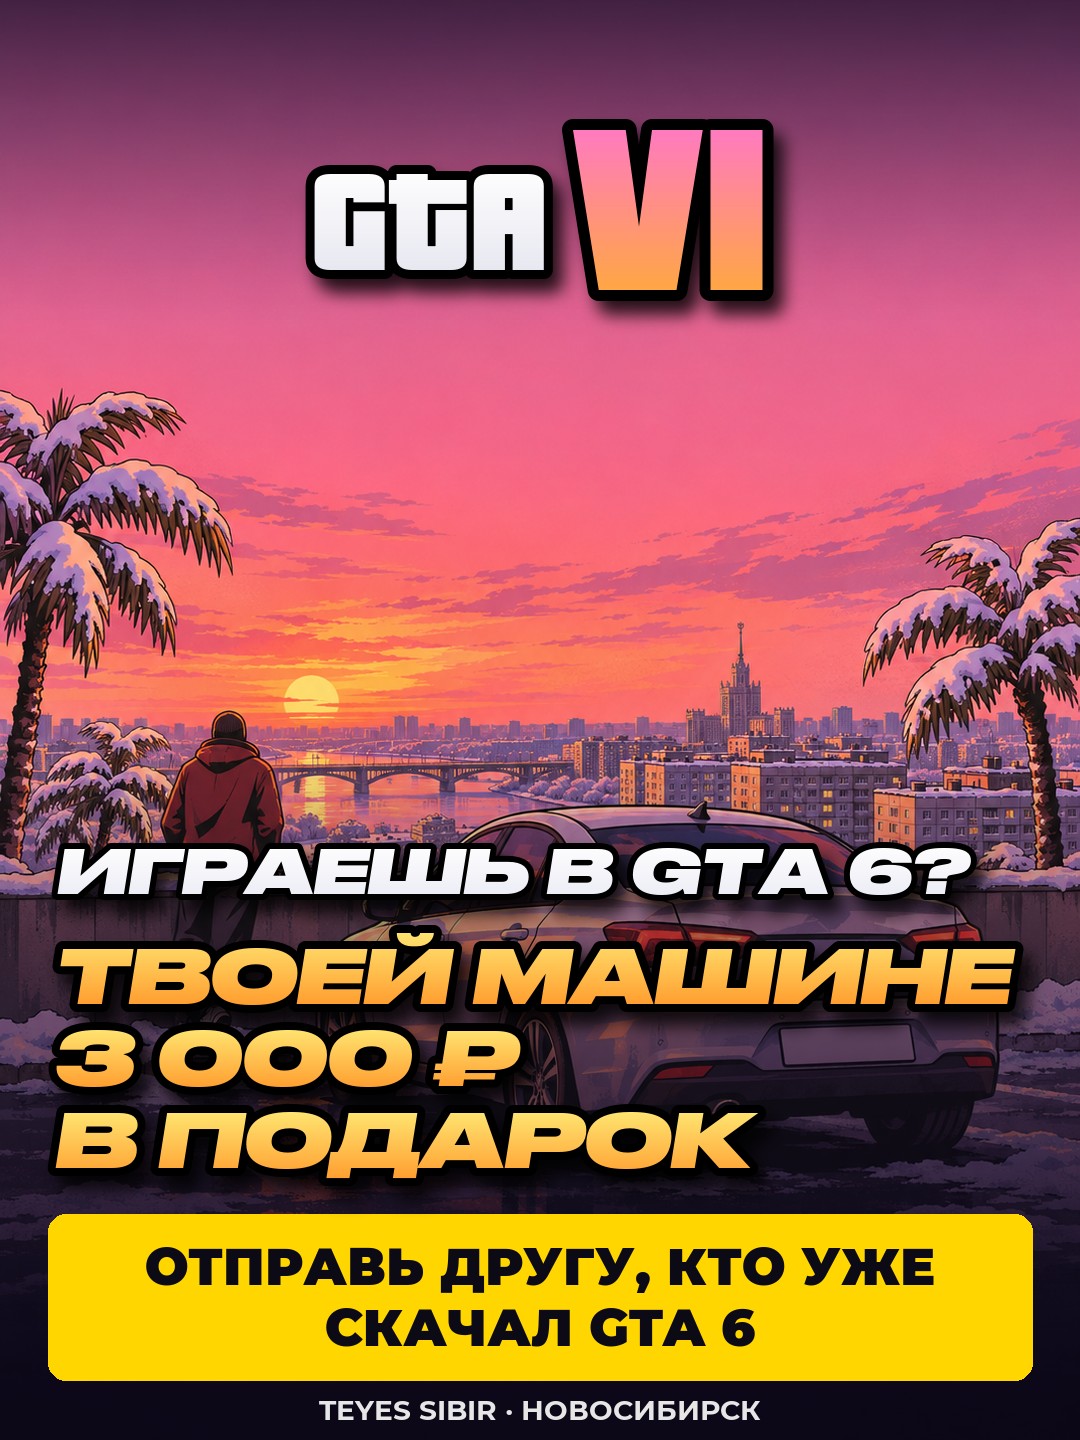 GTA VI
ИГРАЕШЬ В GTA 6?
ТВОЕЙ МАШИНЕ
3 000 ₽
В ПОДАРОК
ОТПРАВЬ ДРУГУ, КТО УЖЕ
СКАЧАЛ GTA 6
TEYES SIBIR · НОВОСИБИРСК